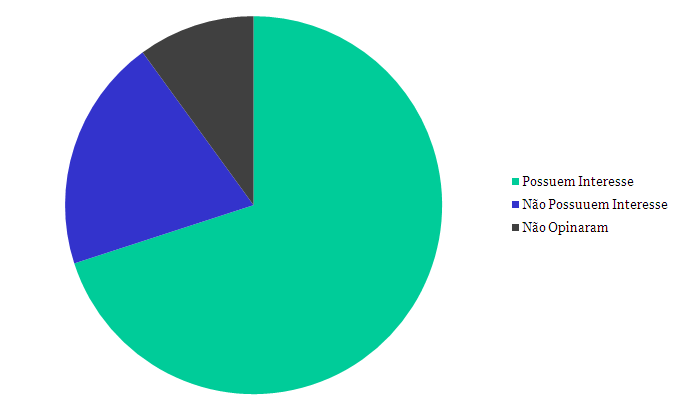 Possuem Interesse
Não Possuuem Interesse
Não Opinaram